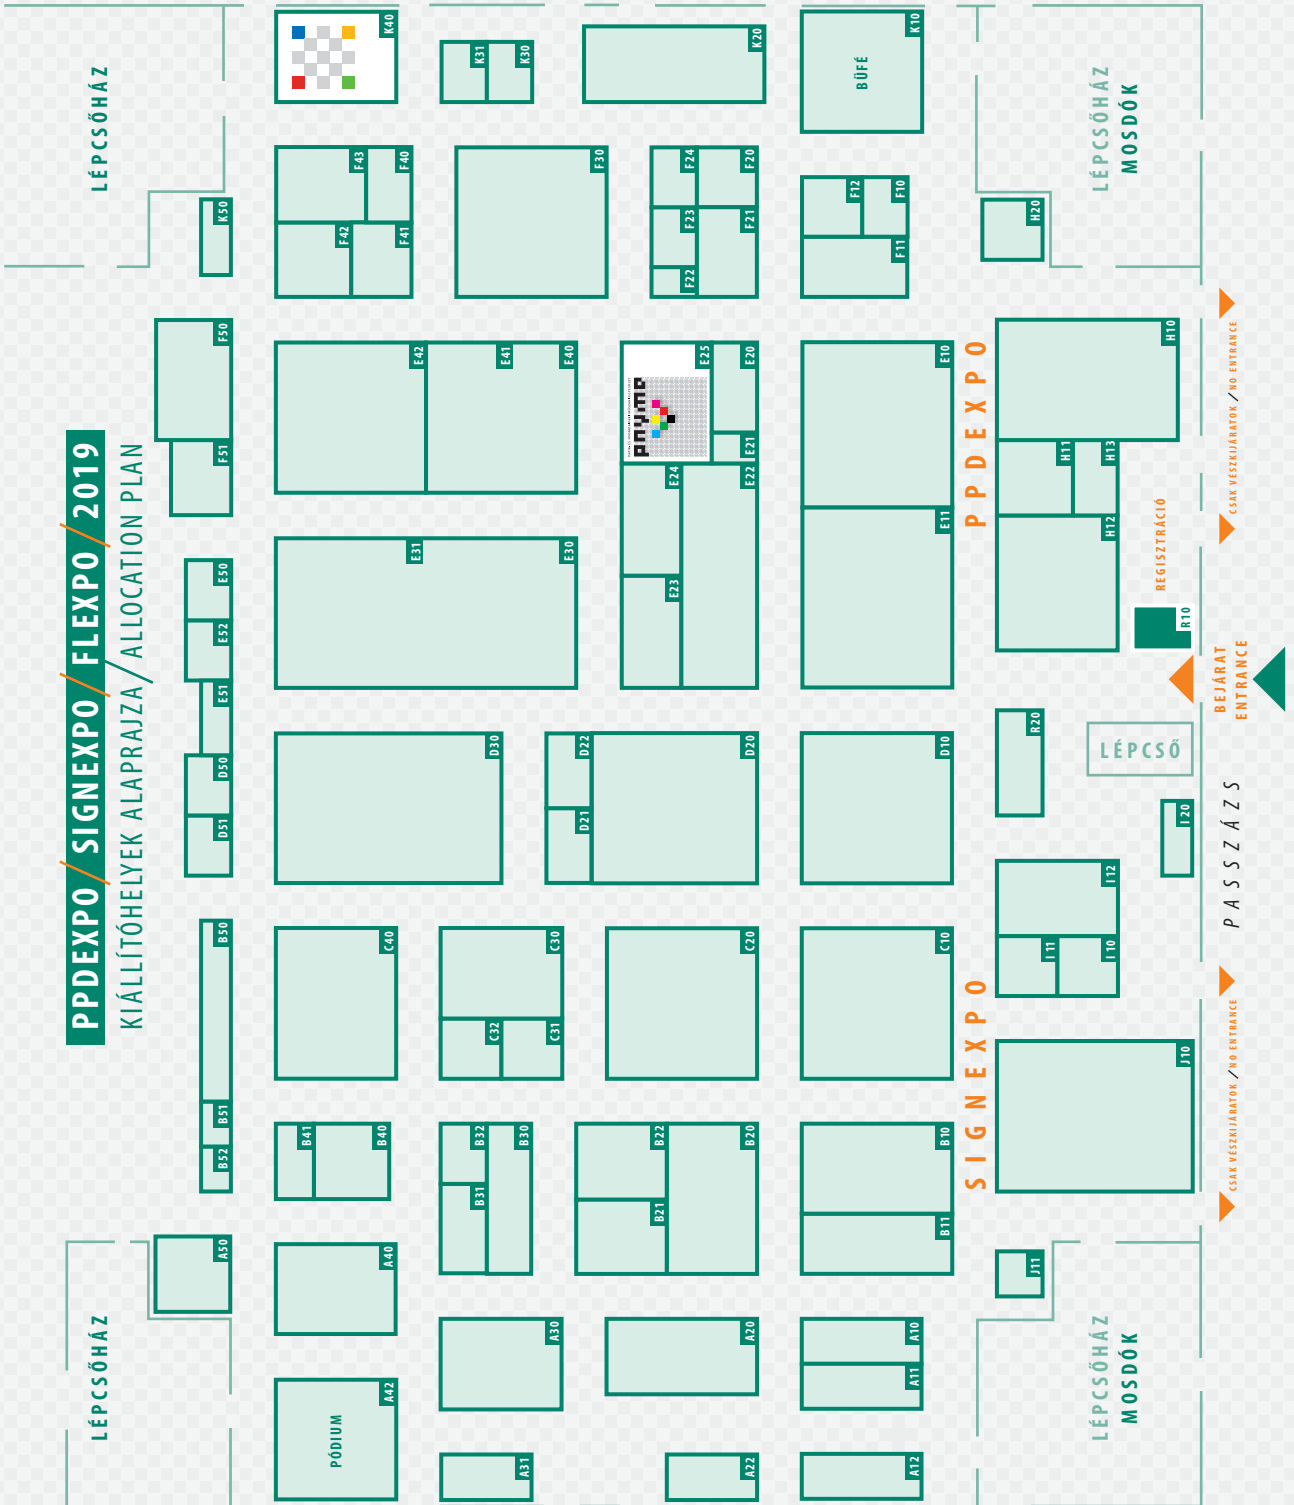 PPDEXPO / SIGNEXPO / FLEXPO / 2019
KIÁLLÍTÓHELYEK ALAPRAJZA / ALLOCATION PLAN
LÉPCSŐHÁZ
LÉPCSŐHÁZ
K50
F50
F51
E50
E52
E51
D50
D51
B50
B51
B52
A50
K40
K31
K30
K20
K10
BÜFÉ
F43
F40
F42
F41
F30
F24
F20
F23
F21
F22
F12
F10
F11
H20
E42
E41
E40
E25
E20
pnyme
E21
E24
E22
E23
E10
E11
E31
E30
H10
H11
H13
H12
D30
D22
D21
D20
D10
R20
R10
REGISZTRÁCIÓ
C40
C30
C32
C31
C20
C10
I 12
I 11
I 10
I 20
B41
B40
B32
B30
B31
B22
B20
B21
B10
B11
J10
J11
A40
A42
PÓDIUM
A30
A31
A20
A22
A10
A11
A12
PPDEXPO
SIGNEXPO
LÉPCSŐHÁZ
MOSDÓK
LÉPCSŐHÁZ
MOSDÓK
LÉPCSŐ
BEJÁRAT
ENTRANCE
PASSZÁZS
CSAK VÉSZKIJÁRATOK / NO ENTRANCE
CSAK VÉSZKIJÁRATOK / NO ENTRANCE